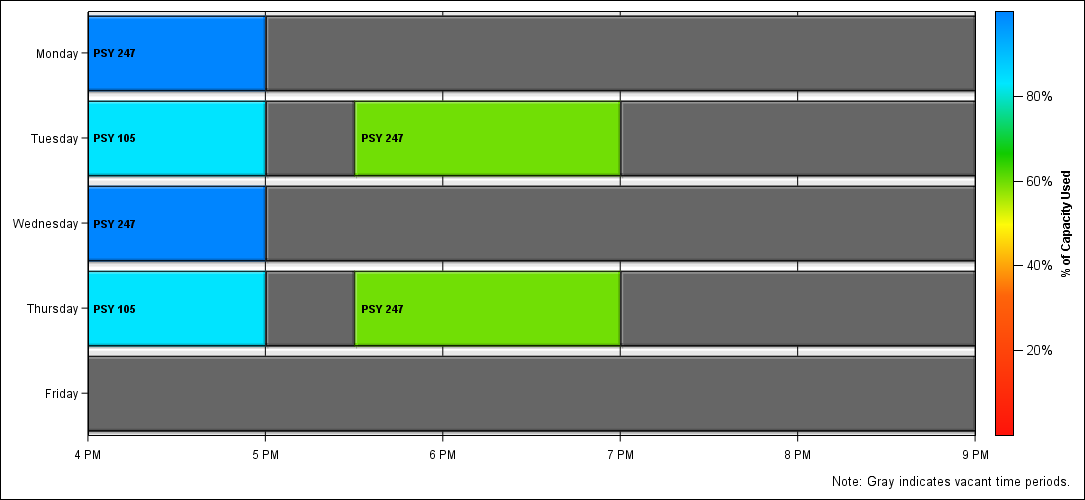 Monday
PSY 247
Tuesday
PSY 105
PSY 247
80%
Wednesday
PSY 247
60%
Thursday
PSY 105
PSY 247
40%
Friday
20%
% of Capacity Used
4 PM
5 PM
6 PM
7 PM
8 PM
9 PM
Note: Gray indicates vacant time periods.